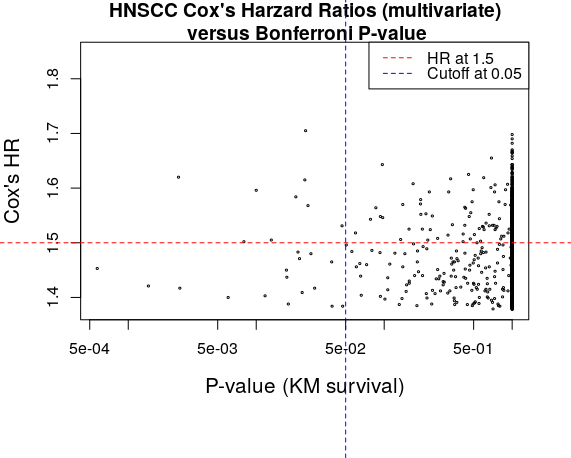 HNSCC Cox's Harzard Ratios (multivariate)
versus Bonferroni P-value
HR at 1.5
Cutoff at 0.05
Cox's HR
1.8
1.7
1.6
1.5
1.4
5e-04
5e-03
5e-02
5e-01
P-value (KM survival)